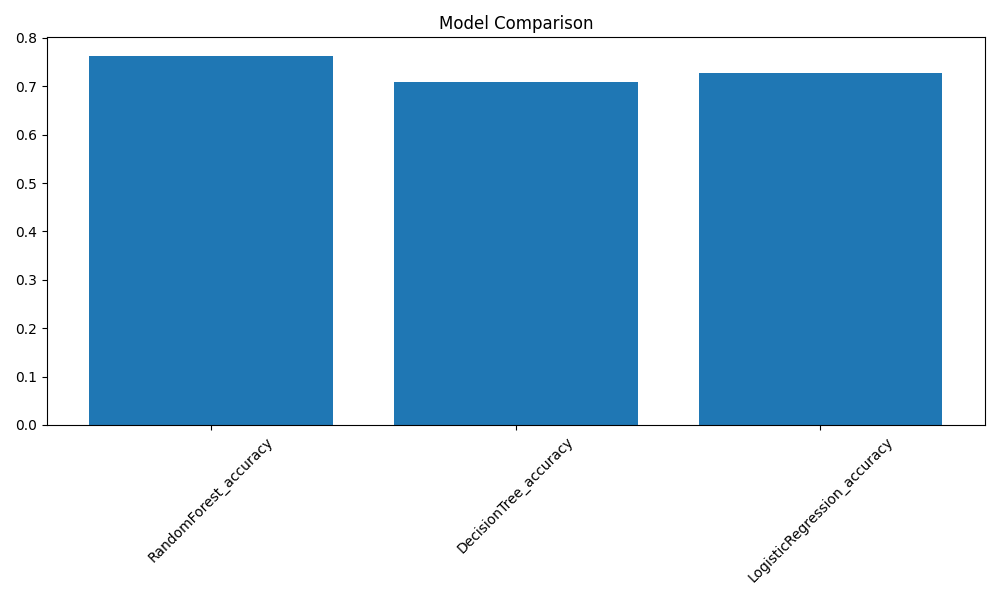 Model Comparison
0.8
0.7
0.6
0.5
0.4
0.3
0.2
0.1
0.0
RandomForest_accuracy
DecisionTree_accuracy
LogisticRegression_accuracy